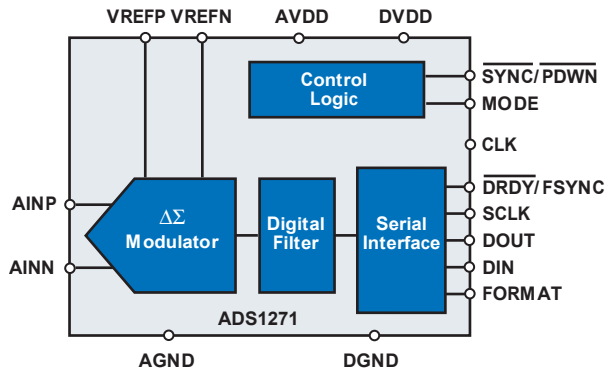 VREFP VREFN AVDD DVDD
Control
Logic
SYNC/PDWN
MODE
CLK
AINP
AINN
ΔΣ
Modulator
Digital
Filter
Serial
Interface
DRDY/FSYNC
SCLK
DOUT
DIN
FORMAT
ADS1271
AGND DGND